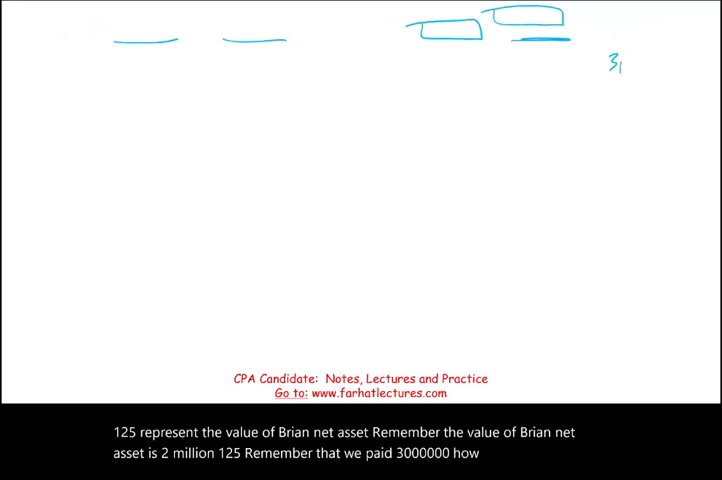 3,
CPA Candidate: Notes, Lectures and Practice
Go to: www.farhatlectures.com
125 represent the value of Brian net asset Remember the value of Brian net
asset is 2 million 125 Remember that we paid 3000000 how